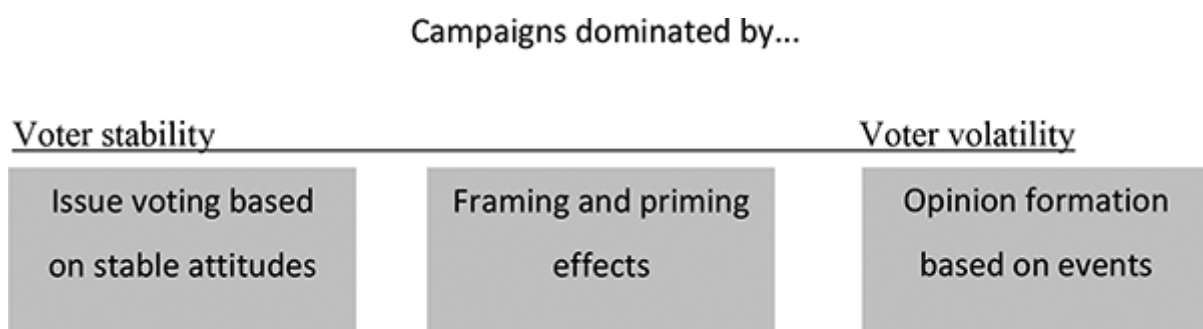 Campaigns dominated by...
Voter stability Voter volatility
Issue voting based
on stable attitudes
Framing and priming
effects
Opinion formation
based on events